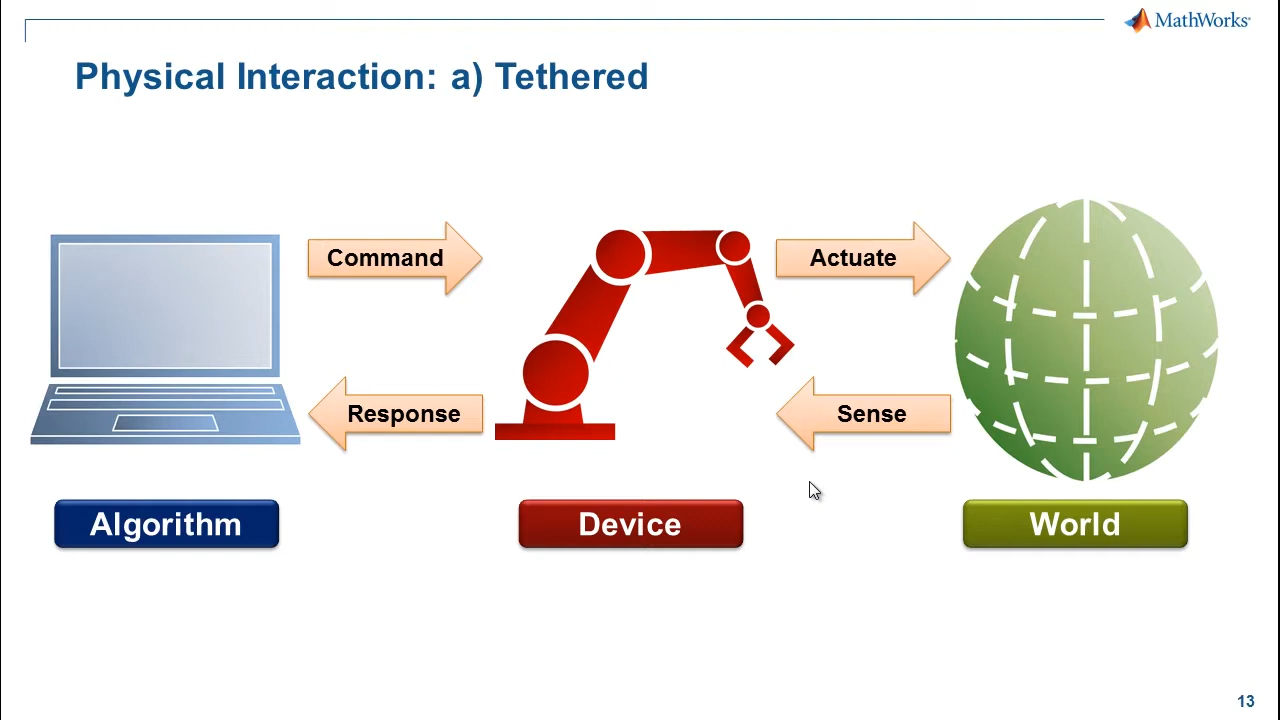 MathWorks®
Physical Interaction: a) Tethered
Command
Actuate
Response
Sense
Algorithm
Device
World
13